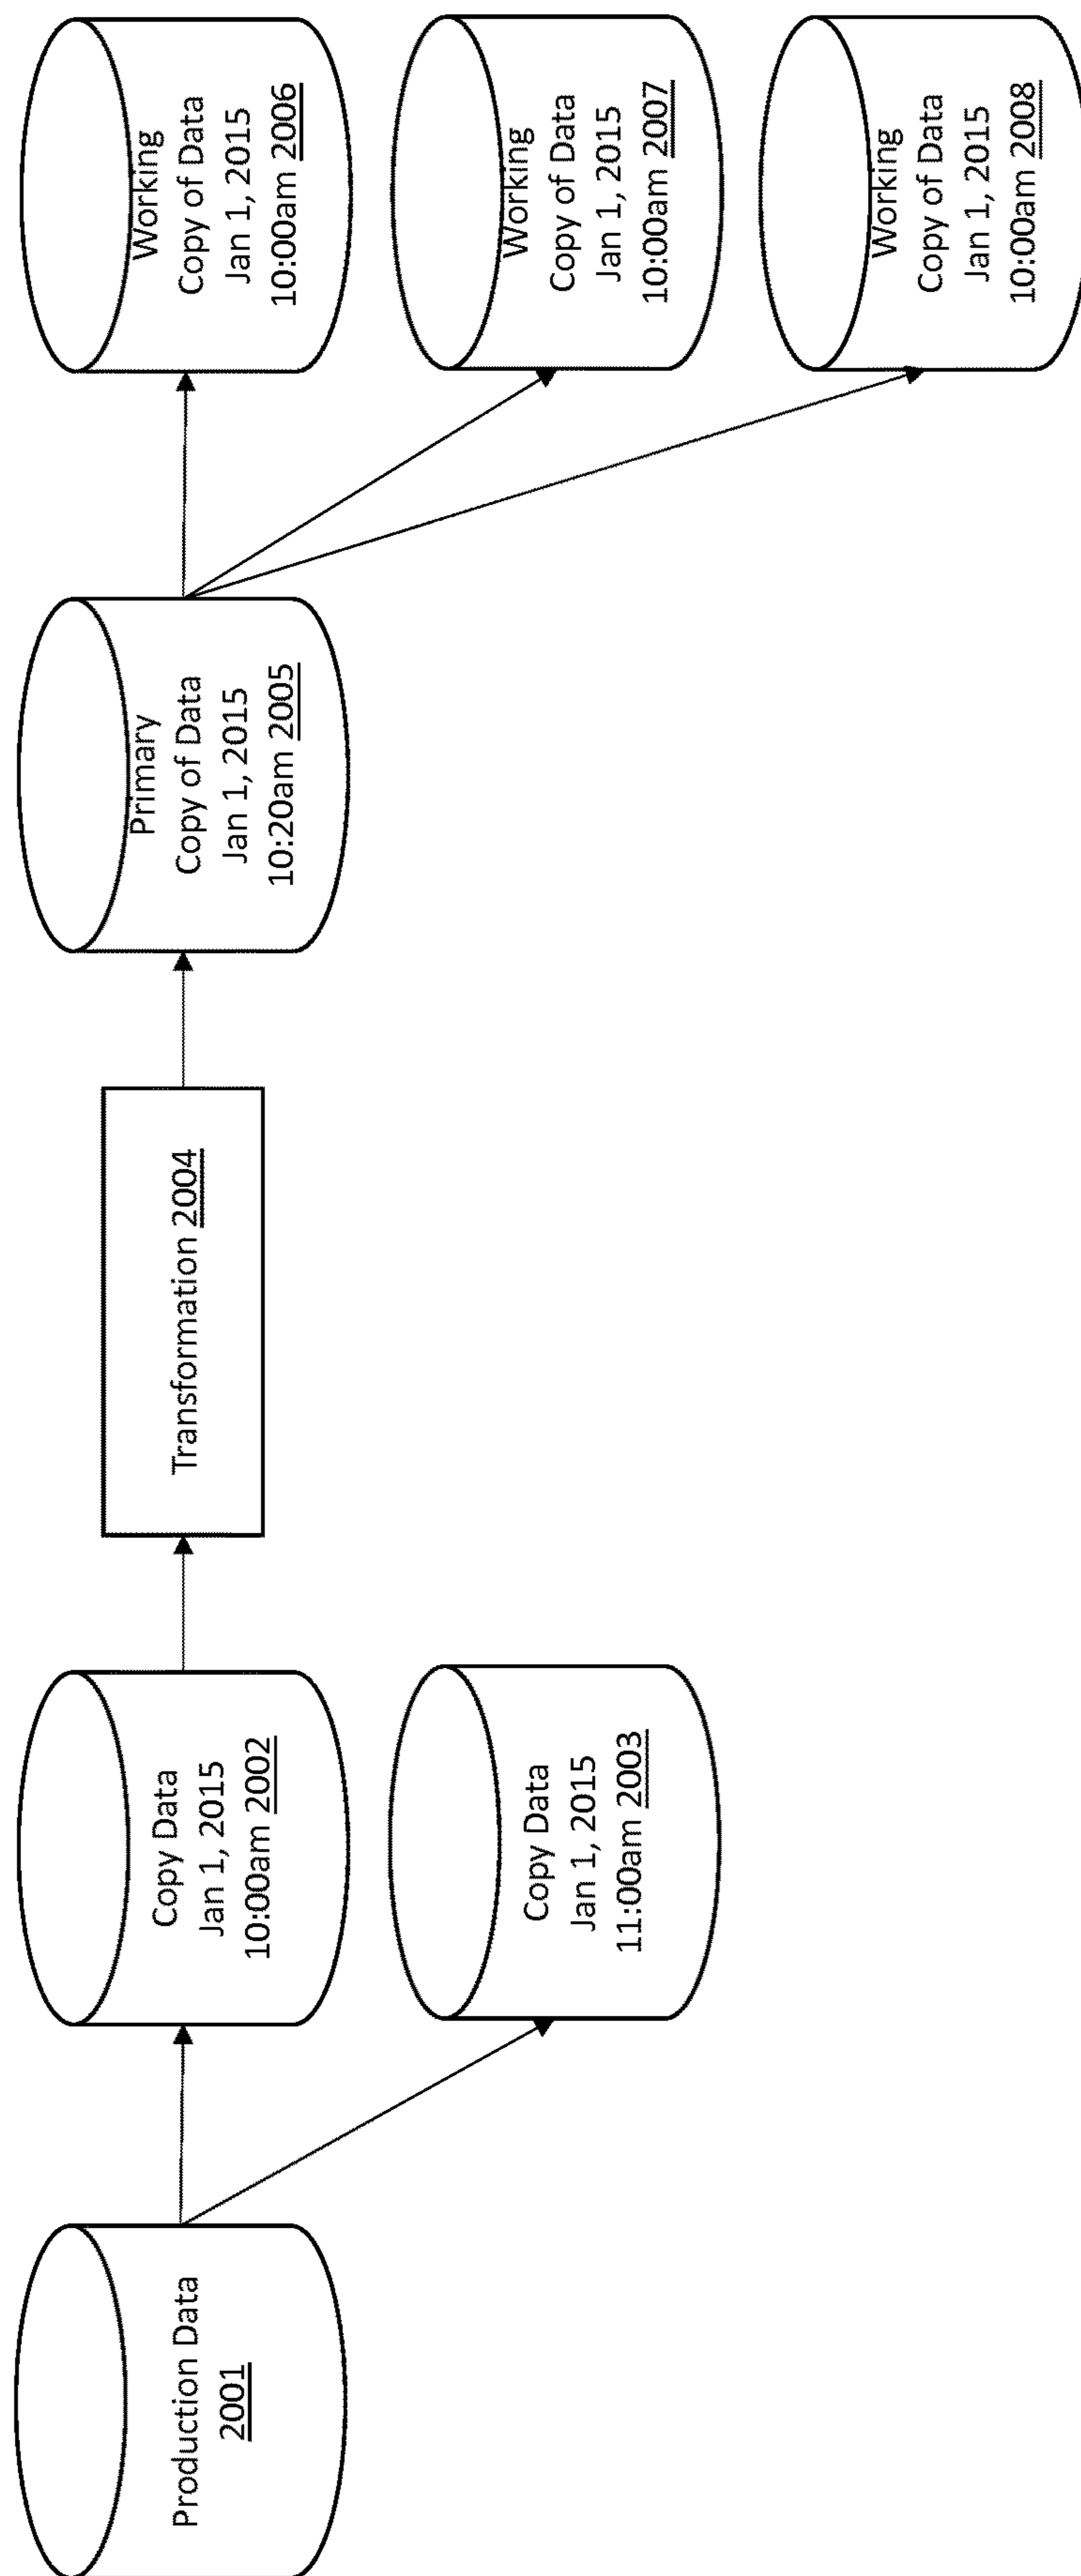 Production Data
2001
Copy Data
Jan 1, 2015
10:00am 2002
Copy Data
Jan 1, 2015
11:00am 2003
Transformation 2004
Primary
Copy of Data
Jan 1, 2015
10:20am 2005
Working
Copy of Data
Jan 1, 2015
10:00am 2006
Working
Copy of Data
Jan 1, 2015
10:00am 2007
Working
Copy of Data
Jan 1, 2015
10:00am 2008